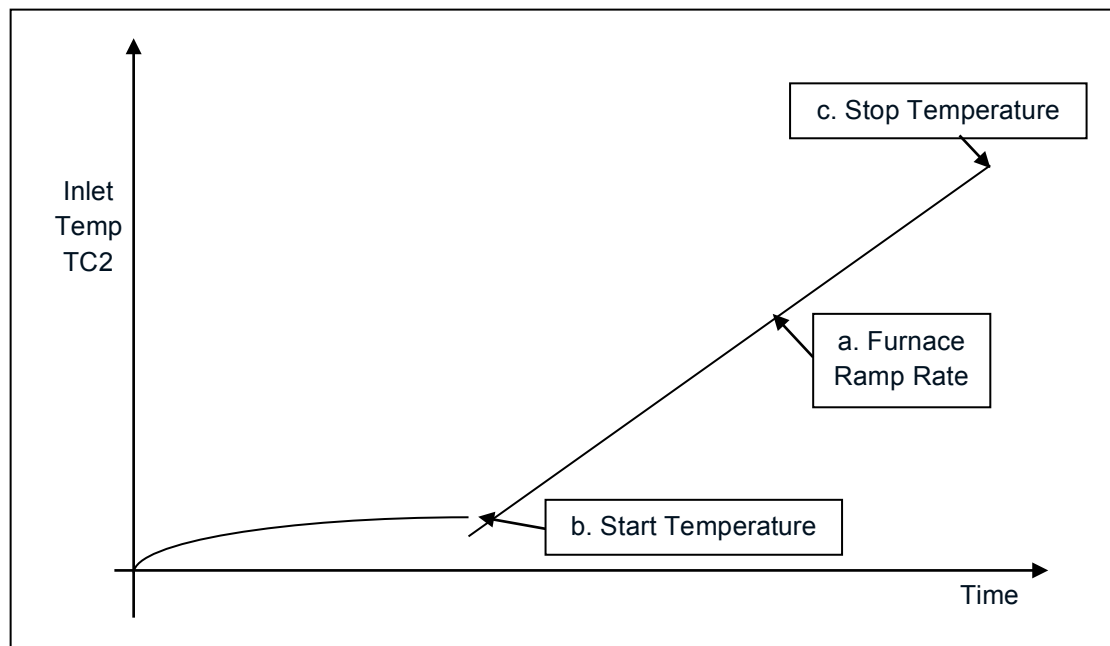 c. Stop Temperature
Inlet
Temp
TC2
a. Furnace
Ramp Rate
b. Start Temperature
Time